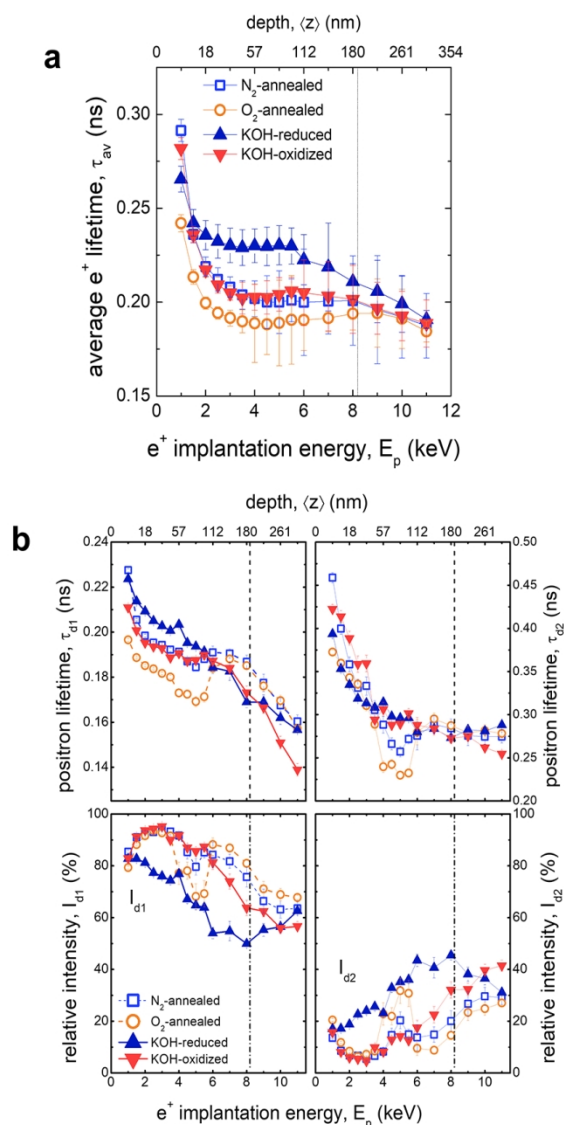 depth, ⟨z⟩ (nm)
0 18 57 112 180 261 354
a
N₂-annealed
O₂-annealed
KOH-reduced
KOH-oxidized
average e⁺ lifetime, τav (ns)
0.30
0.25
0.20
0.15
0 2 4 6 8 10 12
e⁺ implantation energy, Ep (keV)
depth, ⟨z⟩ (nm)
b
0 18 57 112 180 261
0 18 57 112 180 261
positron lifetime, τd1 (ns)
0.24
0.22
0.20
0.18
0.16
0.14
positron lifetime, τd2 (ns)
0.50
0.45
0.40
0.35
0.30
0.25
0.20
relative intensity, Id1 (%)
100
80
60
40
20
0
Id1
N₂-annealed
O₂-annealed
KOH-reduced
KOH-oxidized
relative intensity, Id2 (%)
100
80
60
40
20
0
Id2
0 2 4 6 8 10
0 2 4 6 8 10
e⁺ implantation energy, Ep (keV)